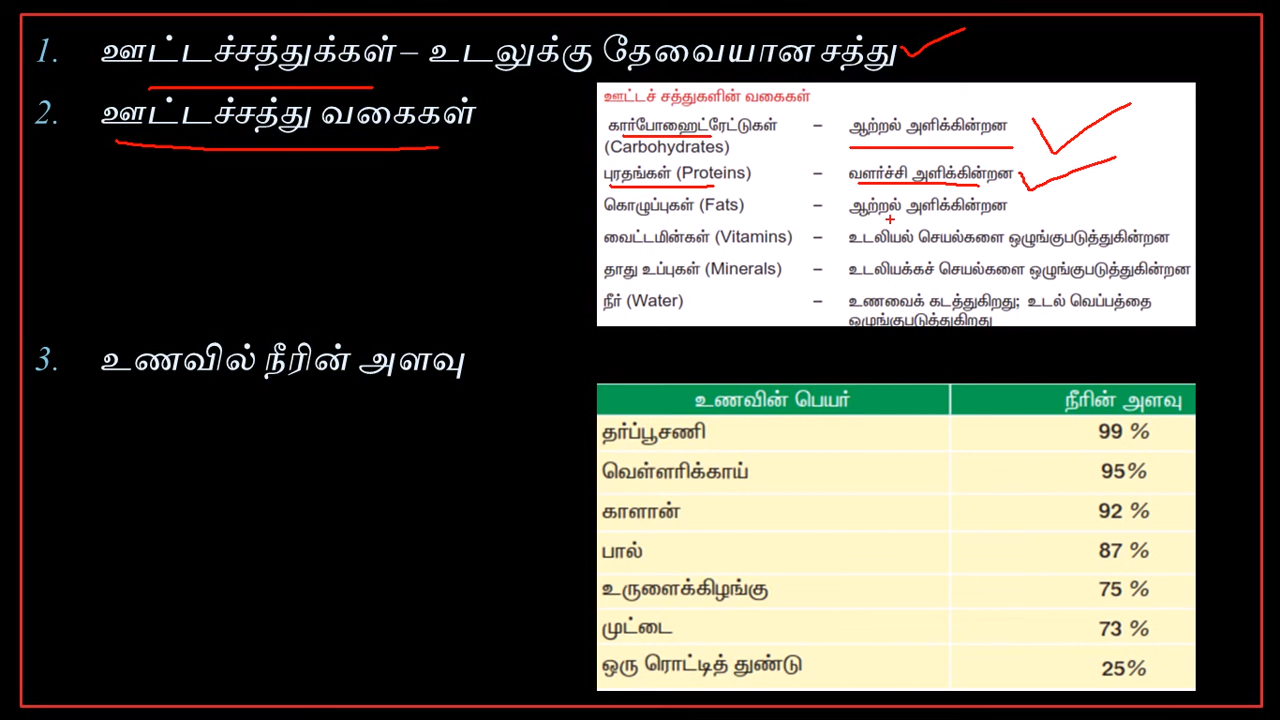 1. ஊட்டச்சத்துக்கள்– உடலுக்கு தேவையான சத்து
2. ஊட்டச்சத்து வகைகள்
ஊட்டச் சத்துகளின் வகைகள்
கார்போஹைட்ரேட்டுகள் – ஆற்றல் அளிக்கின்றன
(Carbohydrates)
புரதங்கள் (Proteins) – வளர்ச்சி அளிக்கின்றன
கொழுப்புகள் (Fats) – ஆற்றல் அளிக்கின்றன
வைட்டமின்கள் (Vitamins) – உடலியல் செயல்களை ஒழுங்குபடுத்துகின்றன
தாது உப்புகள் (Minerals) – உடலியக்கச் செயல்களை ஒழுங்குபடுத்துகின்றன
நீர் (Water) – உணவைக் கடத்துகிறது; உடல் வெப்பத்தை
ஒழுங்குபடுத்துகிறது
3. உணவில் நீரின் அளவு
உணவின் பெயர் நீரின் அளவு
தர்ப்பூசணி 99 %
வெள்ளரிக்காய் 95%
காளான் 92 %
பால் 87 %
உருளைக்கிழங்கு 75 %
முட்டை 73 %
ஒரு ரொட்டித் துண்டு 25%